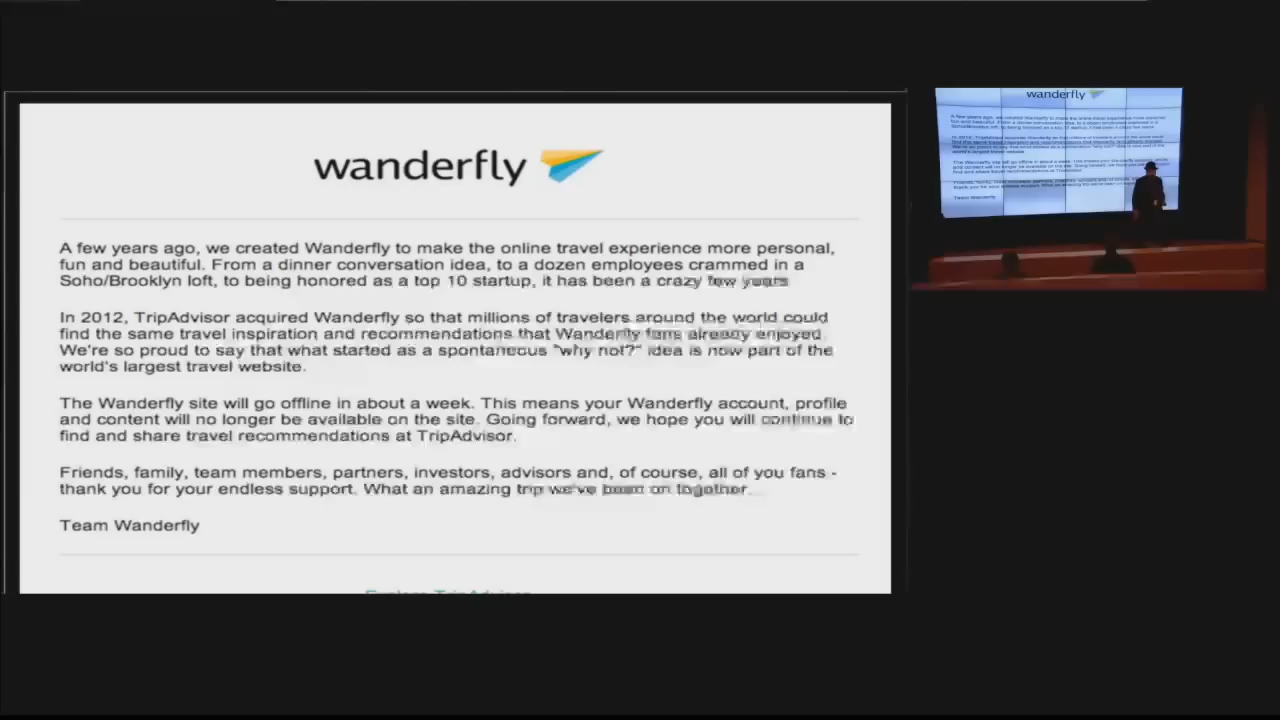 wanderfly
A few years ago, we created Wanderfly to make the online travel experience more personal,
fun and beautiful. From a dinner conversation idea, to a dozen employees crammed in a
Soho/Brooklyn loft, to being honored as a top 10 startup, it has been a crazy few years
In 2012, TripAdvisor acquired Wanderfly so that millions of travelers around the world could
find the same travel inspiration and recommendations that Wanderfly fans already enjoyed.
We're so proud to say that what started as a spontaneous "why not?" idea is now part of the
world's largest travel website.
The Wanderfly site will go offline in about a week. This means your Wanderfly account, profile
and content will no longer be available on the site. Going forward, we hope you will continue to
find and share travel recommendations at TripAdvisor.
Friends, family, team members, partners, investors, advisors and, of course, all of you fans -
thank you for your endless support. What an amazing trip we've been on together...
Team Wanderfly
Explore TripAdvisor
wanderfly
Team Wanderfly